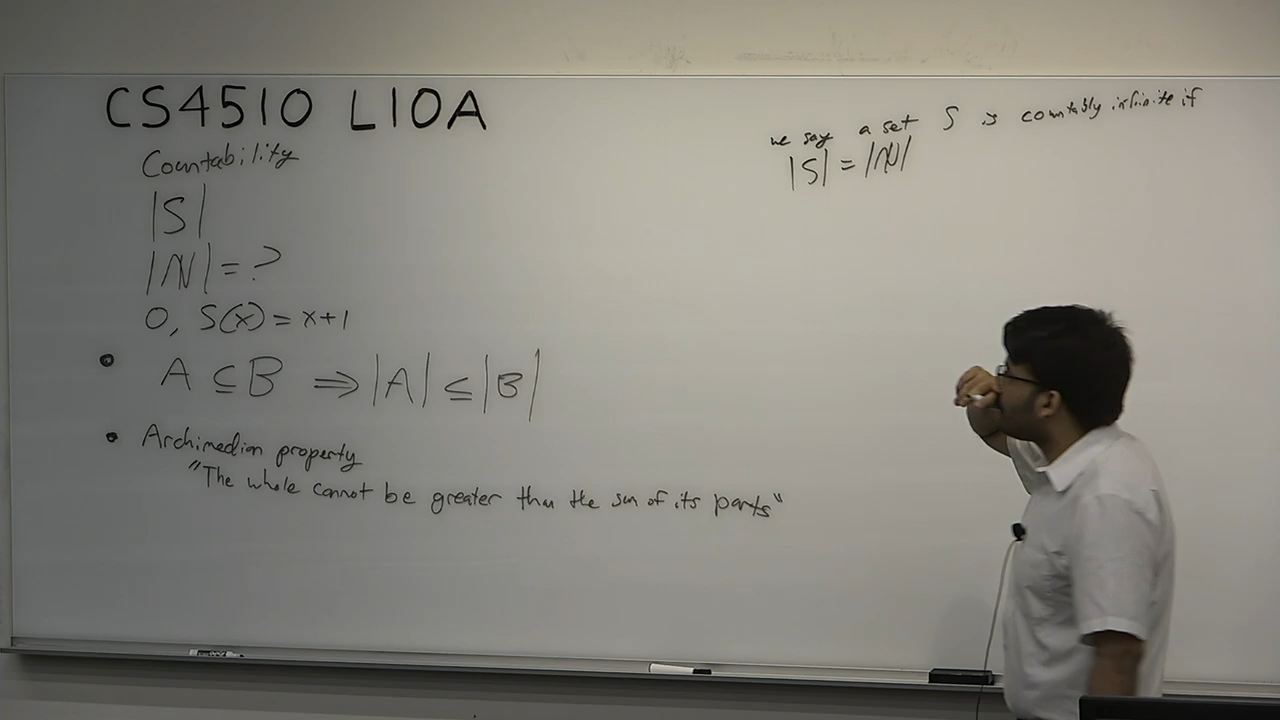 CS4510 L10A
Countability
|S|
|N| = ?
0, S(x) = x+1
• A ⊆ B ⇒ |A| ≤ |B|
• Archimedian property
"The whole cannot be greater than the sum of its parts"
we say a set S is countably infinite if
|S| = |N|